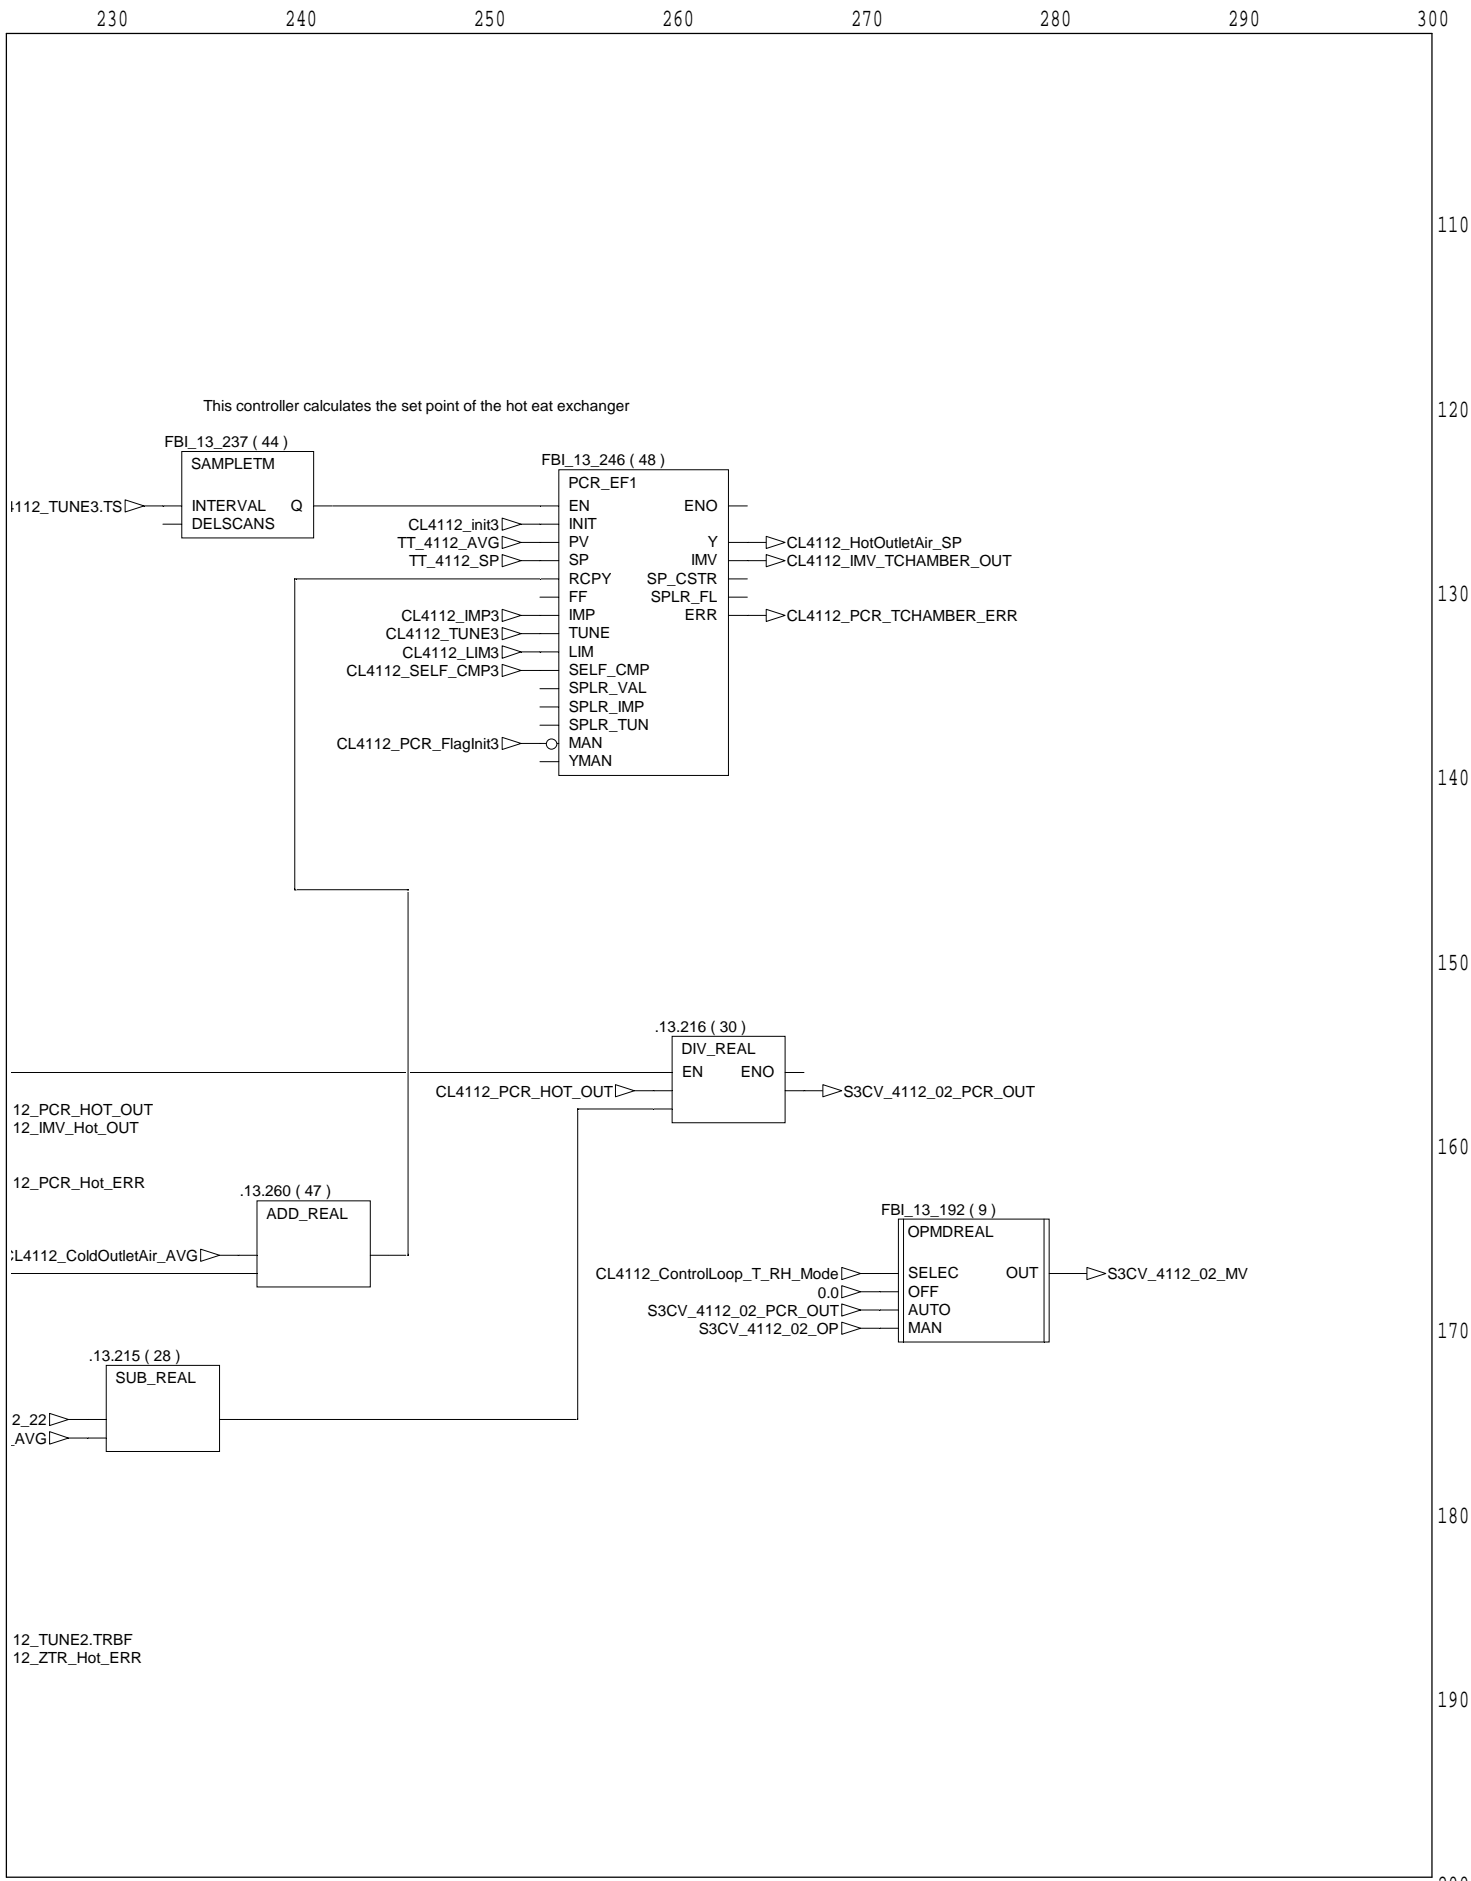 230 240 250 260 270 280 290 300
110
This controller calculates the set point of the hot eat exchanger
120
FBI_13_237 ( 44 )
SAMPLETM
4112_TUNE3.TS INTERVAL Q
DELSCANS
FBI_13_246 ( 48 )
PCR_EF1
EN ENO
CL4112_init3 INIT
TT_4112_AVG PV Y CL4112_HotOutletAir_SP
TT_4112_SP SP IMV CL4112_IMV_TCHAMBER_OUT
RCPY SP_CSTR
FF SPLR_FL
130
CL4112_IMP3 IMP ERR CL4112_PCR_TCHAMBER_ERR
CL4112_TUNE3 TUNE
CL4112_LIM3 LIM
CL4112_SELF_CMP3 SELF_CMP
SPLR_VAL
SPLR_IMP
SPLR_TUN
CL4112_PCR_FlagInit3 MAN
YMAN
140
150
.13.216 ( 30 )
DIV_REAL
EN ENO
CL4112_PCR_HOT_OUT S3CV_4112_02_PCR_OUT
12_PCR_HOT_OUT
12_IMV_Hot_OUT
160
12_PCR_Hot_ERR
.13.260 ( 47 )
ADD_REAL
CL4112_ColdOutletAir_AVG
FBI_13_192 ( 9 )
OPMDREAL
CL4112_ControlLoop_T_RH_Mode SELEC OUT S3CV_4112_02_MV
0.0 OFF
S3CV_4112_02_PCR_OUT AUTO
S3CV_4112_02_OP MAN
170
.13.215 ( 28 )
SUB_REAL
2_22
_AVG
180
12_TUNE2.TRBF
12_ZTR_Hot_ERR
190